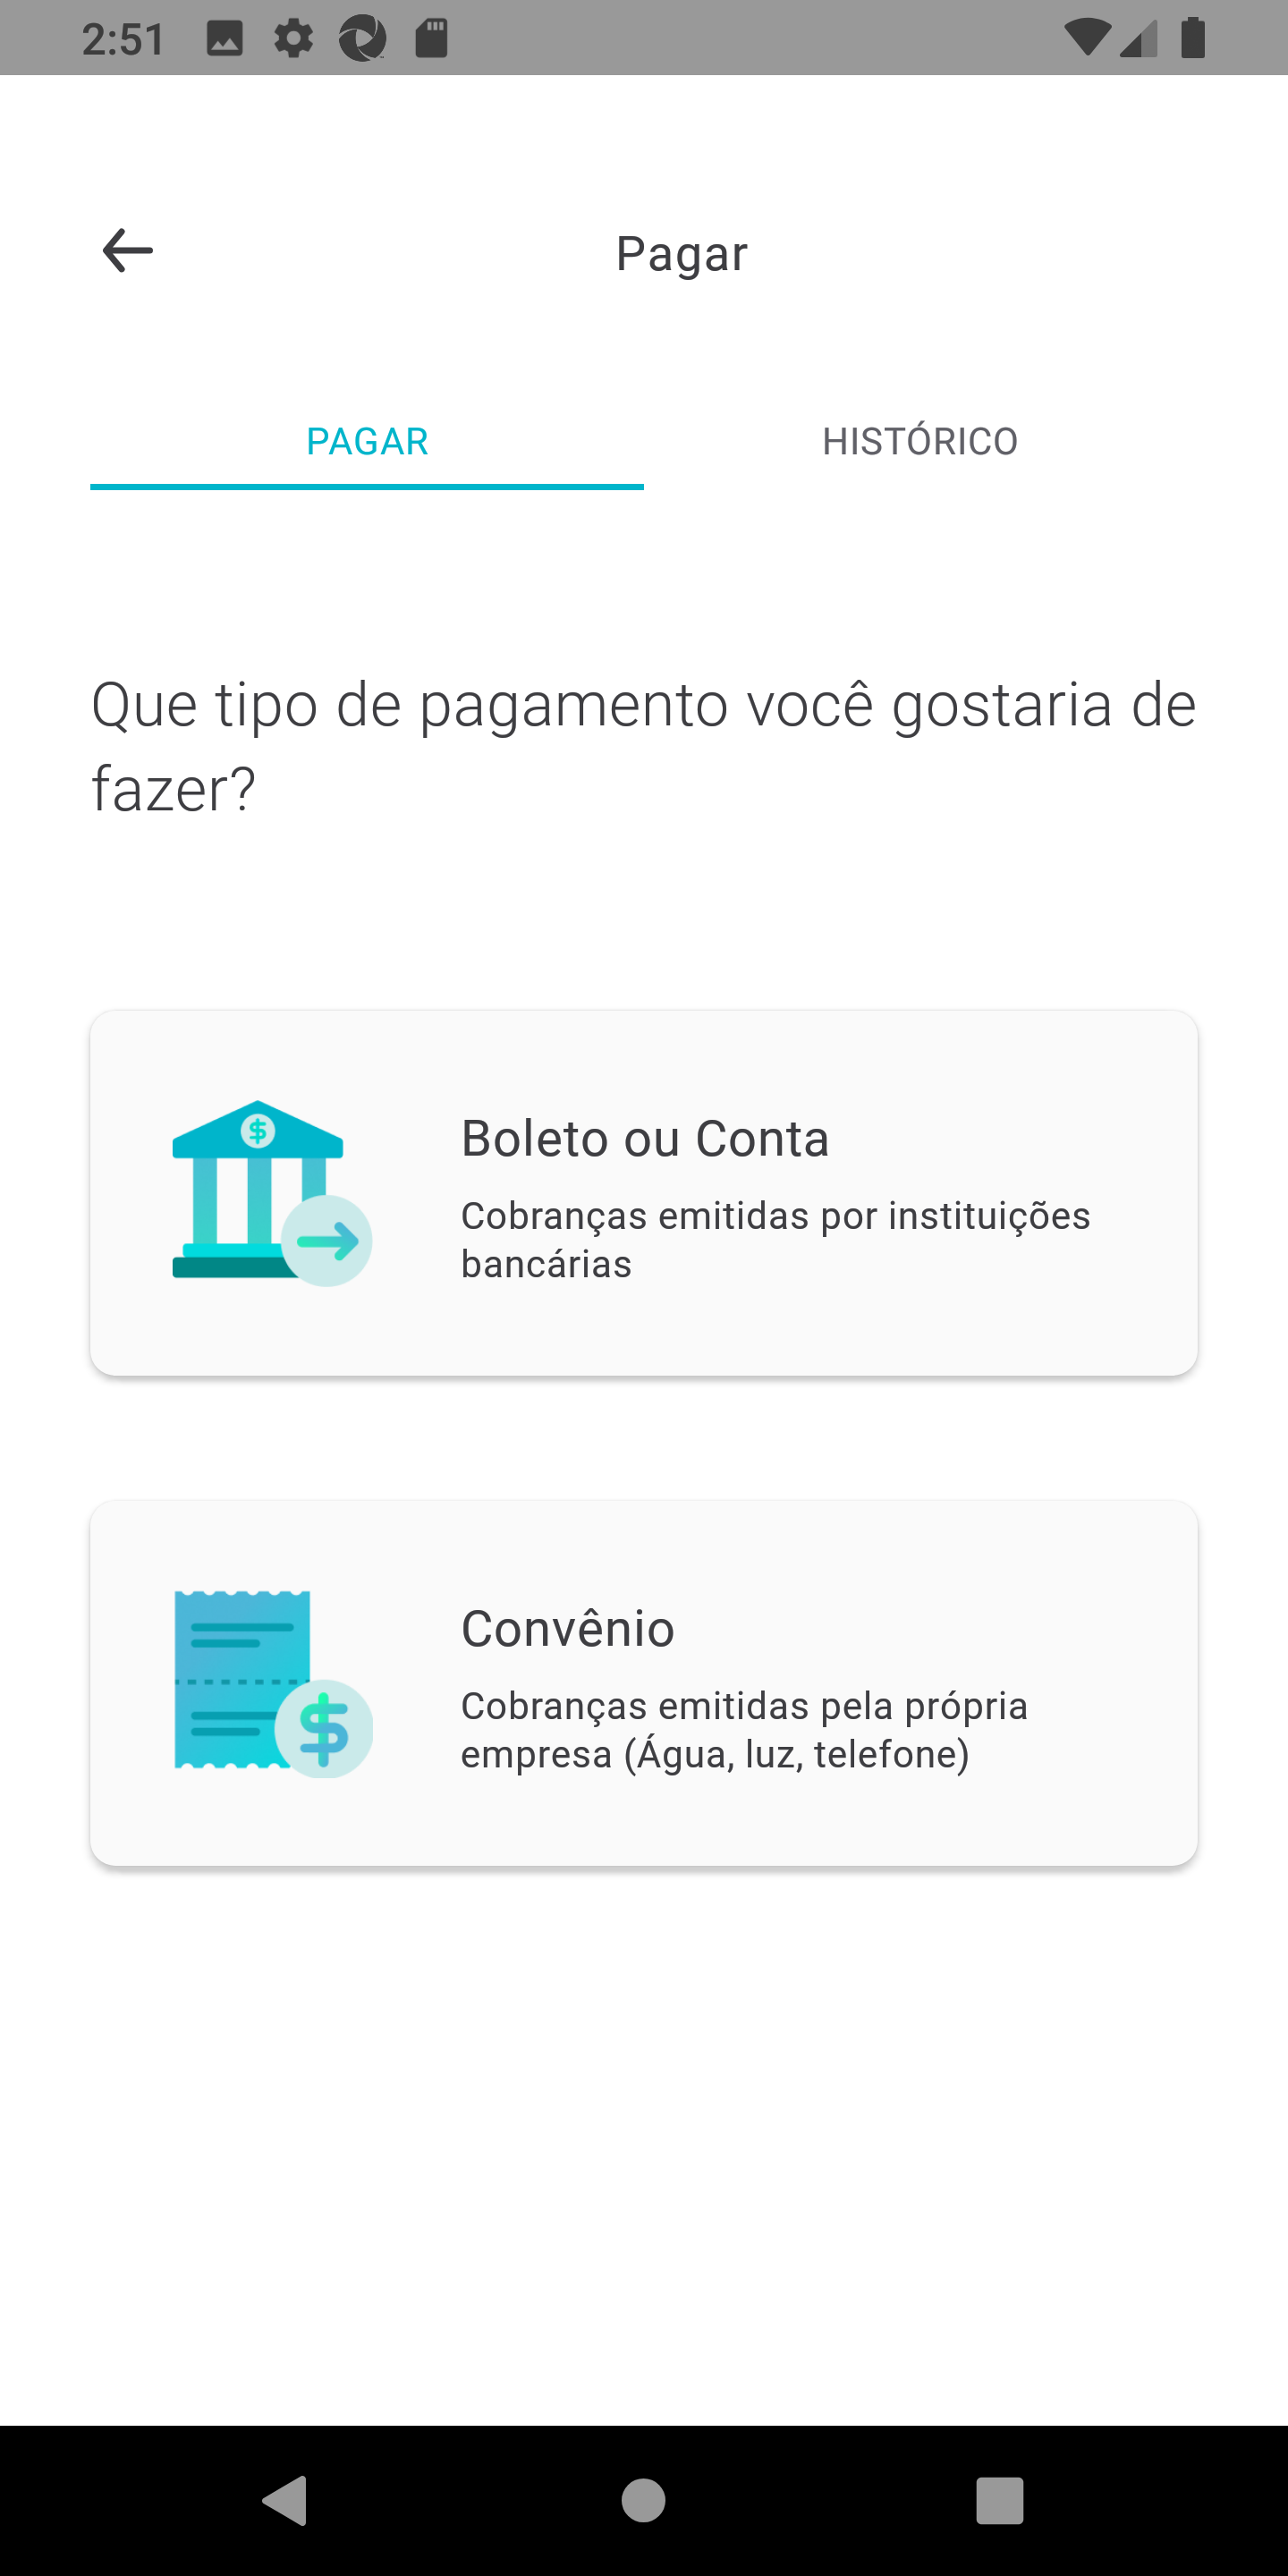 2:51
Pagar
PAGAR
HISTÓRICO
Que tipo de pagamento você gostaria de
fazer?
Boleto ou Conta
Cobranças emitidas por instituições
bancárias
Convênio
Cobranças emitidas pela própria
empresa (Água, luz, telefone)